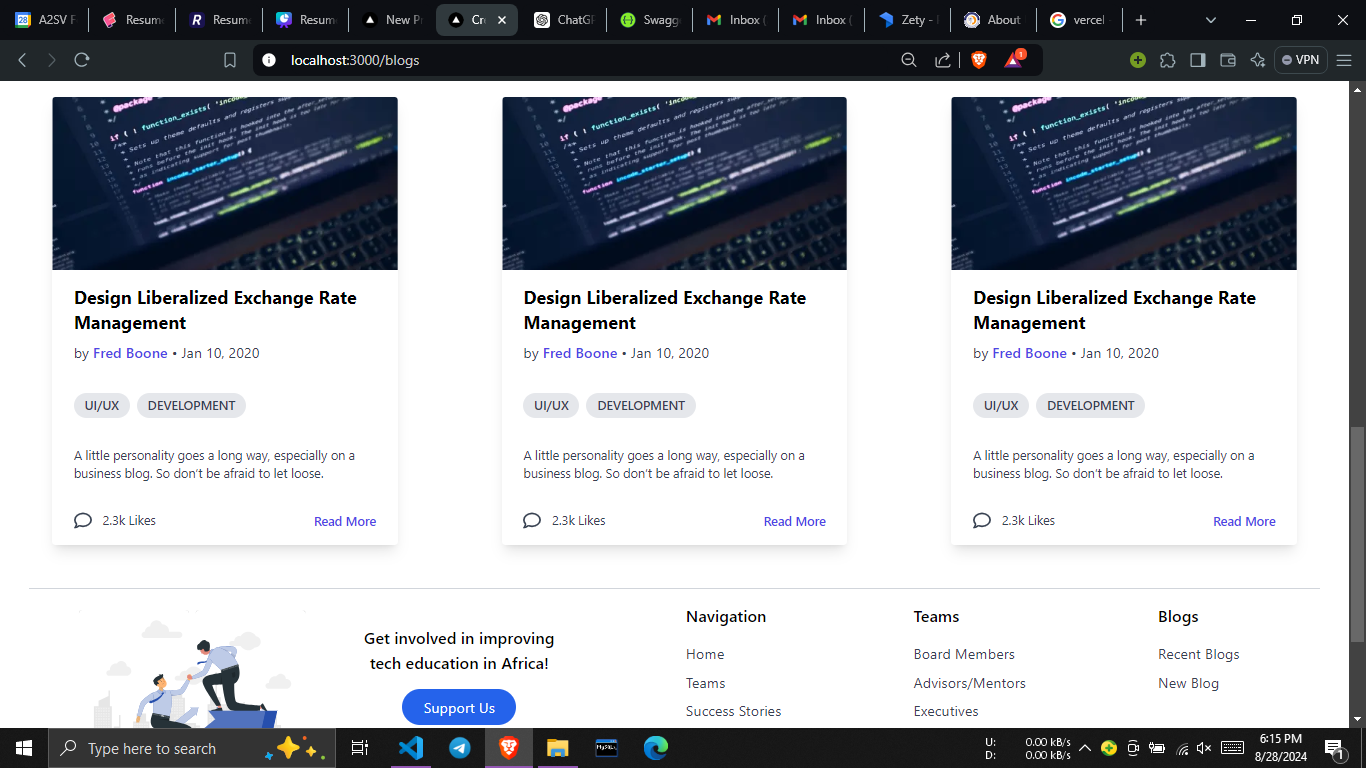 A2SV F
Resume
Resume
Resume
New Pr
Cr
ChatGP
Swagge
Inbox (
Inbox (
Zety -
About
vercel
localhost:3000/blogs
1
VPN
Design Liberalized Exchange Rate
Management
by Fred Boone • Jan 10, 2020
UI/UX DEVELOPMENT
A little personality goes a long way, especially on a
business blog. So don't be afraid to let loose.
2.3k Likes Read More
Design Liberalized Exchange Rate
Management
by Fred Boone • Jan 10, 2020
UI/UX DEVELOPMENT
A little personality goes a long way, especially on a
business blog. So don't be afraid to let loose.
2.3k Likes Read More
Design Liberalized Exchange Rate
Management
by Fred Boone • Jan 10, 2020
UI/UX DEVELOPMENT
A little personality goes a long way, especially on a
business blog. So don't be afraid to let loose.
2.3k Likes Read More
Get involved in improving
tech education in Africa!
Support Us
Navigation
Home
Teams
Success Stories
Teams
Board Members
Advisors/Mentors
Executives
Blogs
Recent Blogs
New Blog
Type here to search
U: 0.00 kB/s
D: 0.00 kB/s
6:15 PM
8/28/2024
1